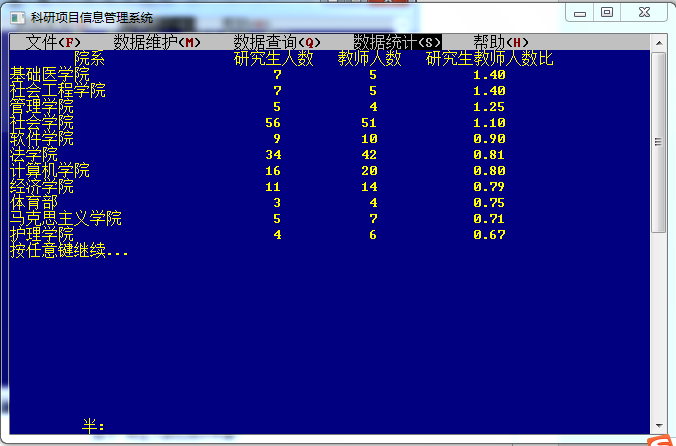 科研项目信息管理系统
文件(F) 数据维护(M) 数据查询(Q) 数据统计(S) 帮助(H)
院系 研究生人数 教师人数 研究生教师人数比
基础医学院 7 5 1.40
社会工程学院 7 5 1.40
管理学院 5 4 1.25
社会学院 56 51 1.10
软件学院 9 10 0.90
法学院 34 42 0.81
计算机学院 16 20 0.80
经济学院 11 14 0.79
体育部 3 4 0.75
马克思主义学院 5 7 0.71
护理学院 4 6 0.67
按任意键继续...
半: